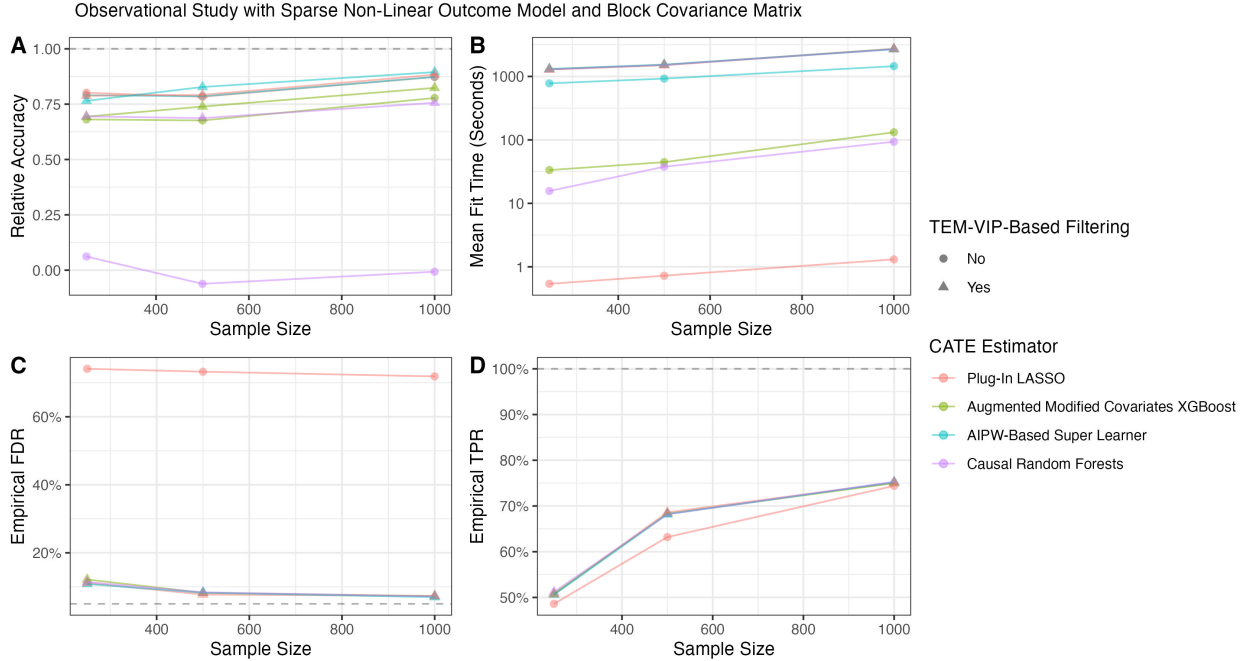 Observational Study with Sparse Non-Linear Outcome Model and Block Covariance Matrix
A
1.00
0.75
0.50
0.25
0.00
Relative Accuracy
400 600 800 1000
Sample Size
B
1000
100
10
1
Mean Fit Time (Seconds)
400 600 800 1000
Sample Size
C
60%
40%
20%
Empirical FDR
400 600 800 1000
Sample Size
D
100%
90%
80%
70%
60%
50%
Empirical TPR
400 600 800 1000
Sample Size
TEM-VIP-Based Filtering
No
Yes
CATE Estimator
Plug-In LASSO
Augmented Modified Covariates XGBoost
AIPW-Based Super Learner
Causal Random Forests